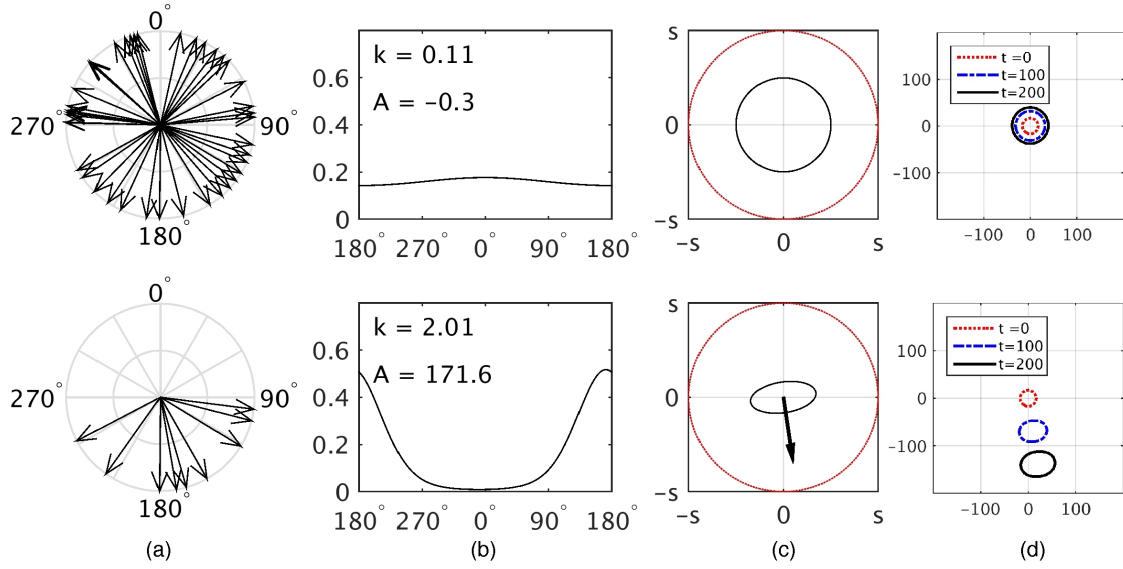 0°
270°
90°
180°
0.6
0.4
0.2
0
k = 0.11
A = –0.3
180° 270° 0° 90° 180°
s
0
–s
–s 0 s
100
0
–100
–100 0 100
t =0
t=100
t=200
0°
270°
90°
180°
0.6
0.4
0.2
0
k = 2.01
A = 171.6
180° 270° 0° 90° 180°
s
0
–s
–s 0 s
100
0
–100
–100 0 100
t =0
t=100
t=200
(a) (b) (c) (d)